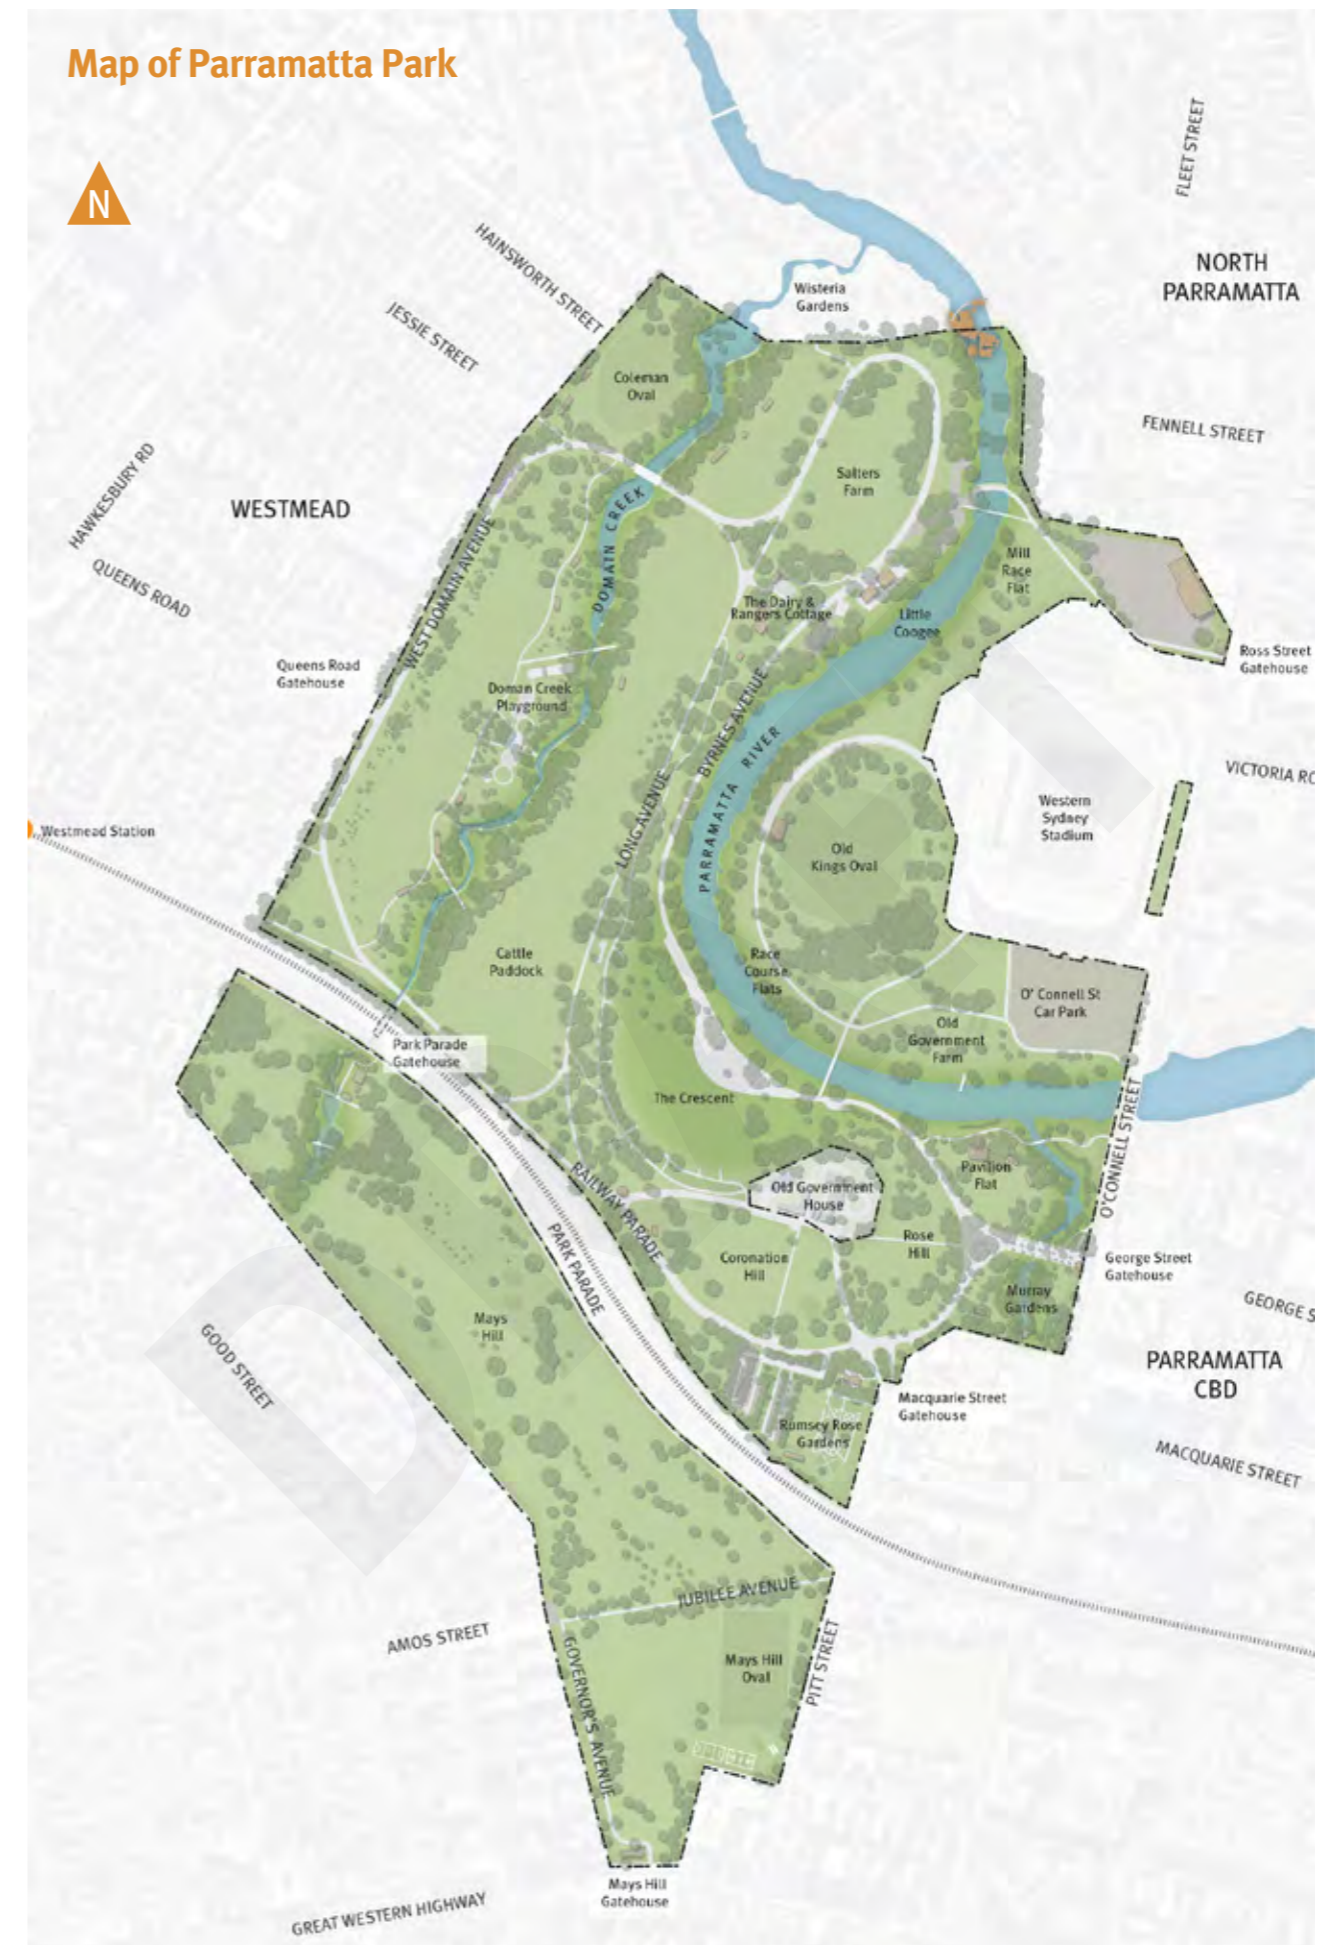 Map of Parramatta Park
N
FLEET STREET
NORTH
PARRAMATTA
HAINSWORTH STREET
JESSIE STREET
Wisteria
Gardens
Coleman
Oval
FENNELL STREET
HAWKESBURY RD
WESTMEAD
Salters
Farm
QUEENS ROAD
DOMAIN CREEK
WEST DOMAIN AVENUE
Mill
Race
Flat
The Dairy &
Rangers Cottage
Little
Coogee
Ross Street
Gatehouse
Queens Road
Gatehouse
Doman Creek
Playground
BYRNES AVENUE
PARRAMATTA RIVER
VICTORIA RO
Western
Sydney
Stadium
Westmead Station
LONG AVENUE
Old
Kings Oval
Cattle
Paddock
Race
Course
Flats
O' Connell St
Car Park
Old
Government
Farm
Park Parade
Gatehouse
The Crescent
O'CONNELL STREET
Pavilion
Flat
Old Government
House
RAILWAY PARADE
PARK PARADE
Rose
Hill
Coronation
Hill
George Street
Gatehouse
Murray
Gardens
GEORGE S
Mays
Hill
GOOD STREET
PARRAMATTA
CBD
Macquarie Street
Gatehouse
Rumsey Rose
Gardens
MACQUARIE STREET
JUBILEE AVENUE
AMOS STREET
GOVERNOR'S AVENUE
Mays Hill
Oval
PITT STREET
Mays Hill
Gatehouse
GREAT WESTERN HIGHWAY
DRAFT